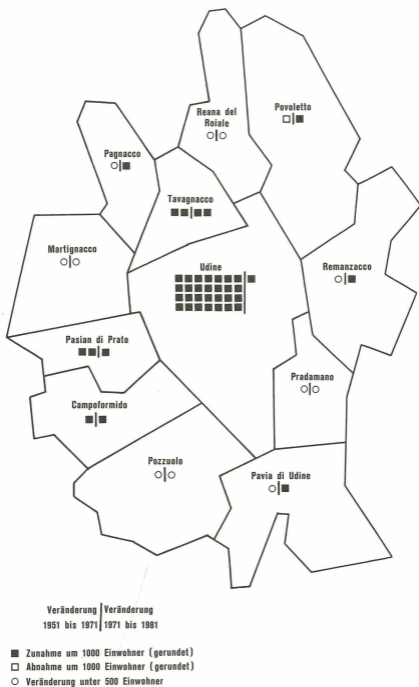 Reana del
Roiale
Povoletto
Pagnacco
Tavagnacco
Martignacco
Udine
Remanzacco
Pasian di Prato
Pradamano
Campoformido
Pozzuolo
Pavia di Udine
Veränderung | Veränderung
1951 bis 1971 | 1971 bis 1981
Zunahme um 1000 Einwohner (gerundet)
Abnahme um 1000 Einwohner (gerundet)
Veränderung unter 500 Einwohner